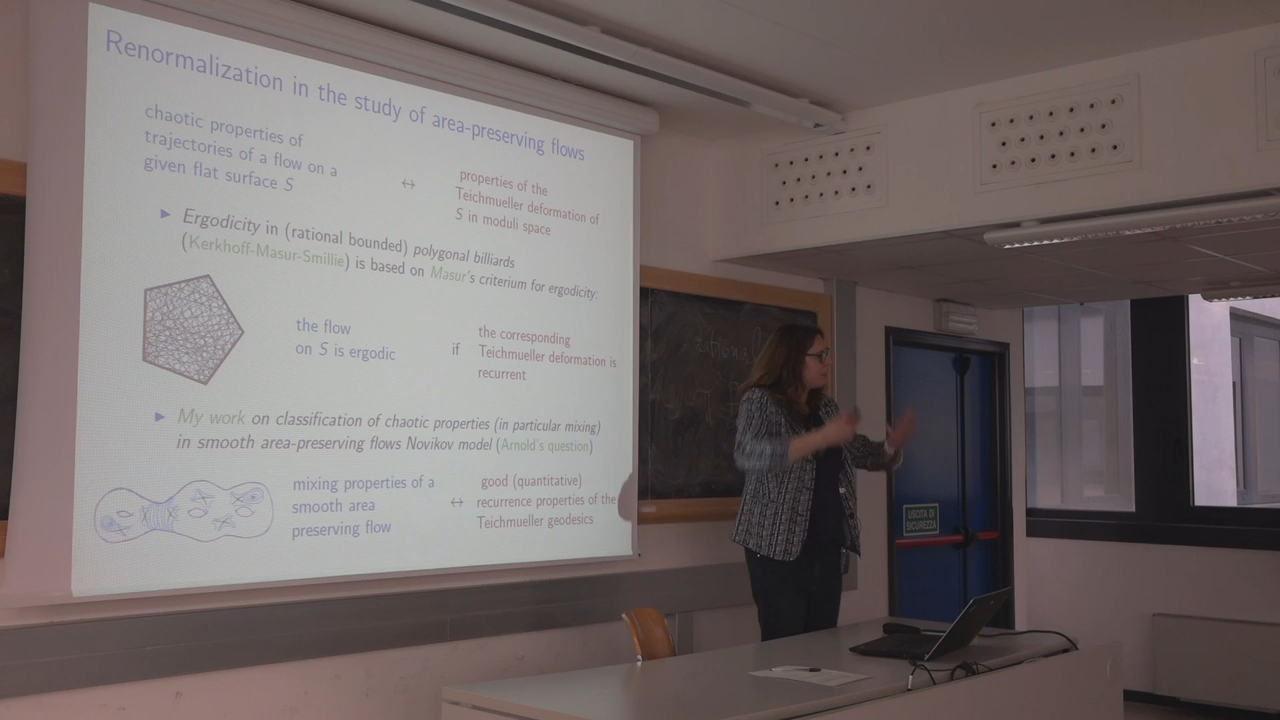 Renormalization in the study of area-preserving flows
chaotic properties of
trajectories of a flow on a
given flat surface S
↔
properties of the
Teichmueller deformation of
S in moduli space
▶ Ergodicity in (rational bounded) polygonal billiards
(Kerkhoff-Masur-Smillie) is based on Masur's criterium for ergodicity:
the flow
on S is ergodic
if
the corresponding
Teichmueller deformation is
recurrent
▶ My work on classification of chaotic properties (in particular mixing)
in smooth area-preserving flows Novikov model (Arnold's question)
mixing properties of a
smooth area
preserving flow
↔
good (quantitative)
recurrence properties of the
Teichmueller geodesics
USCITA DI
SICUREZZA